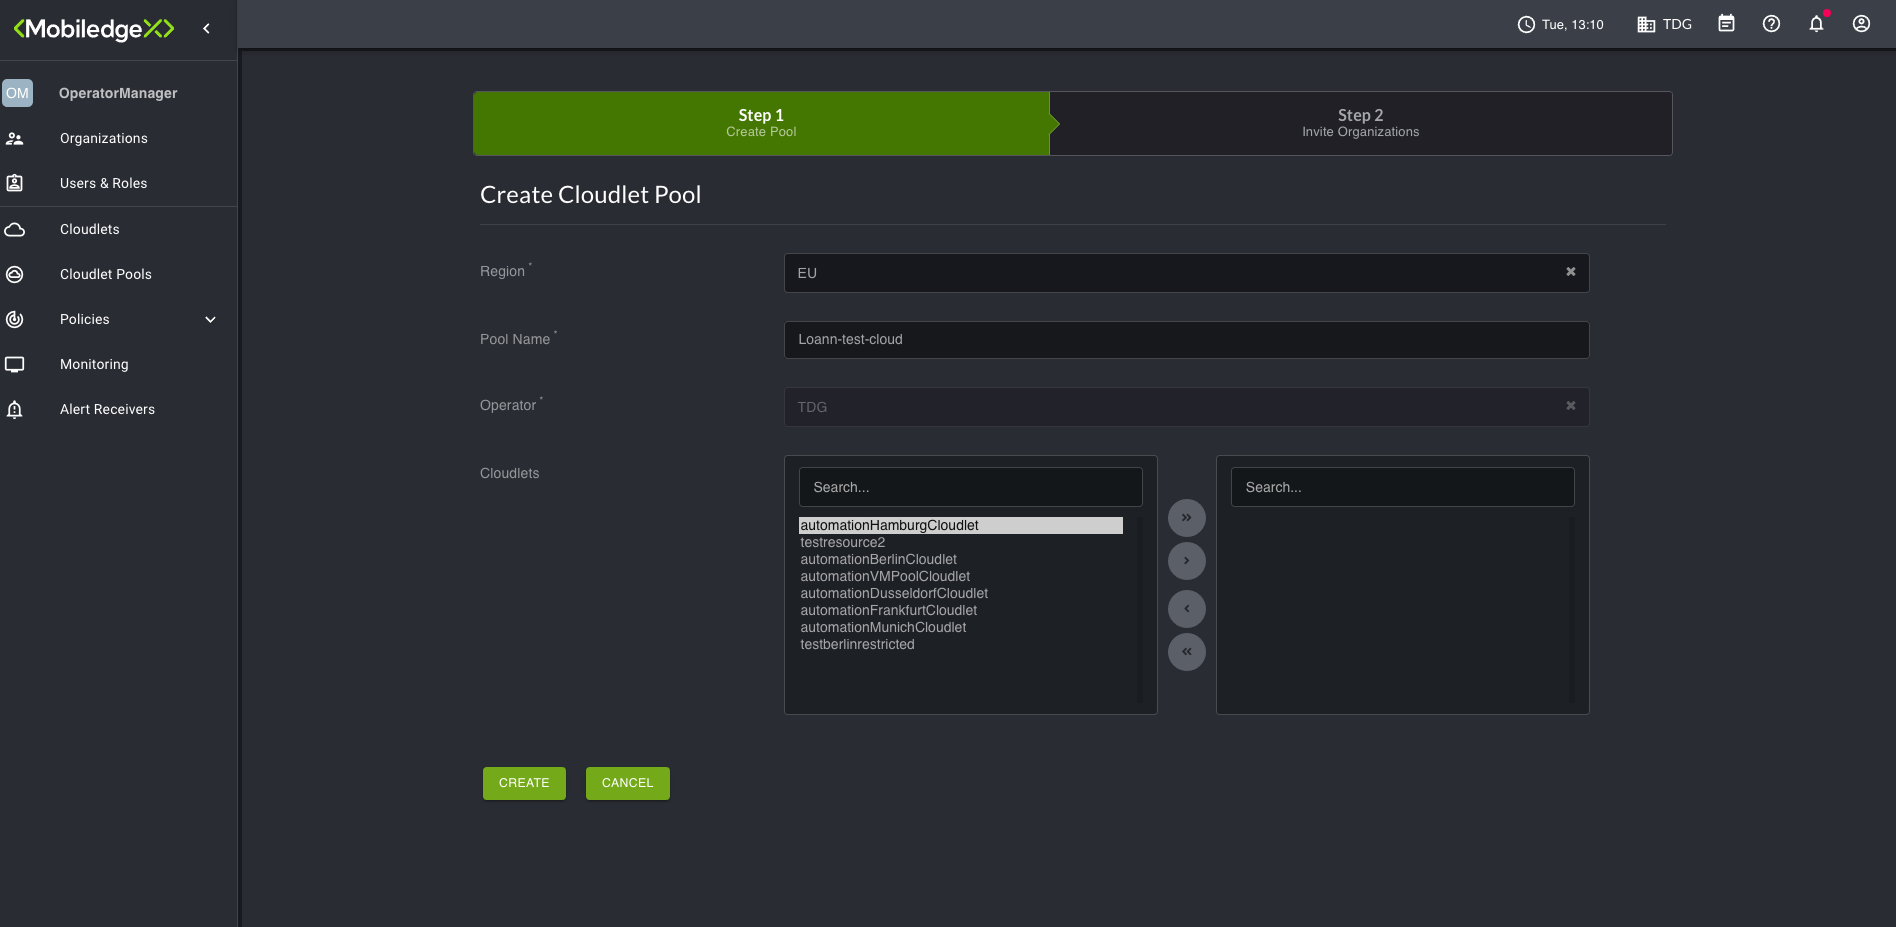 <MobiledgeX>
Tue, 13:10
TDG
OM
OperatorManager
Organizations
Users & Roles
Cloudlets
Cloudlet Pools
Policies
Monitoring
Alert Receivers
Step 1
Create Pool
Step 2
Invite Organizations
Create Cloudlet Pool
Region *
EU
Pool Name *
Loann-test-cloud
Operator *
TDG
Cloudlets
Search...
automationHamburgCloudlet
testresource2
automationBerlinCloudlet
automationVMPoolCloudlet
automationDusseldorfCloudlet
automationFrankfurtCloudlet
automationMunichCloudlet
testberlinrestricted
Search...
CREATE
CANCEL